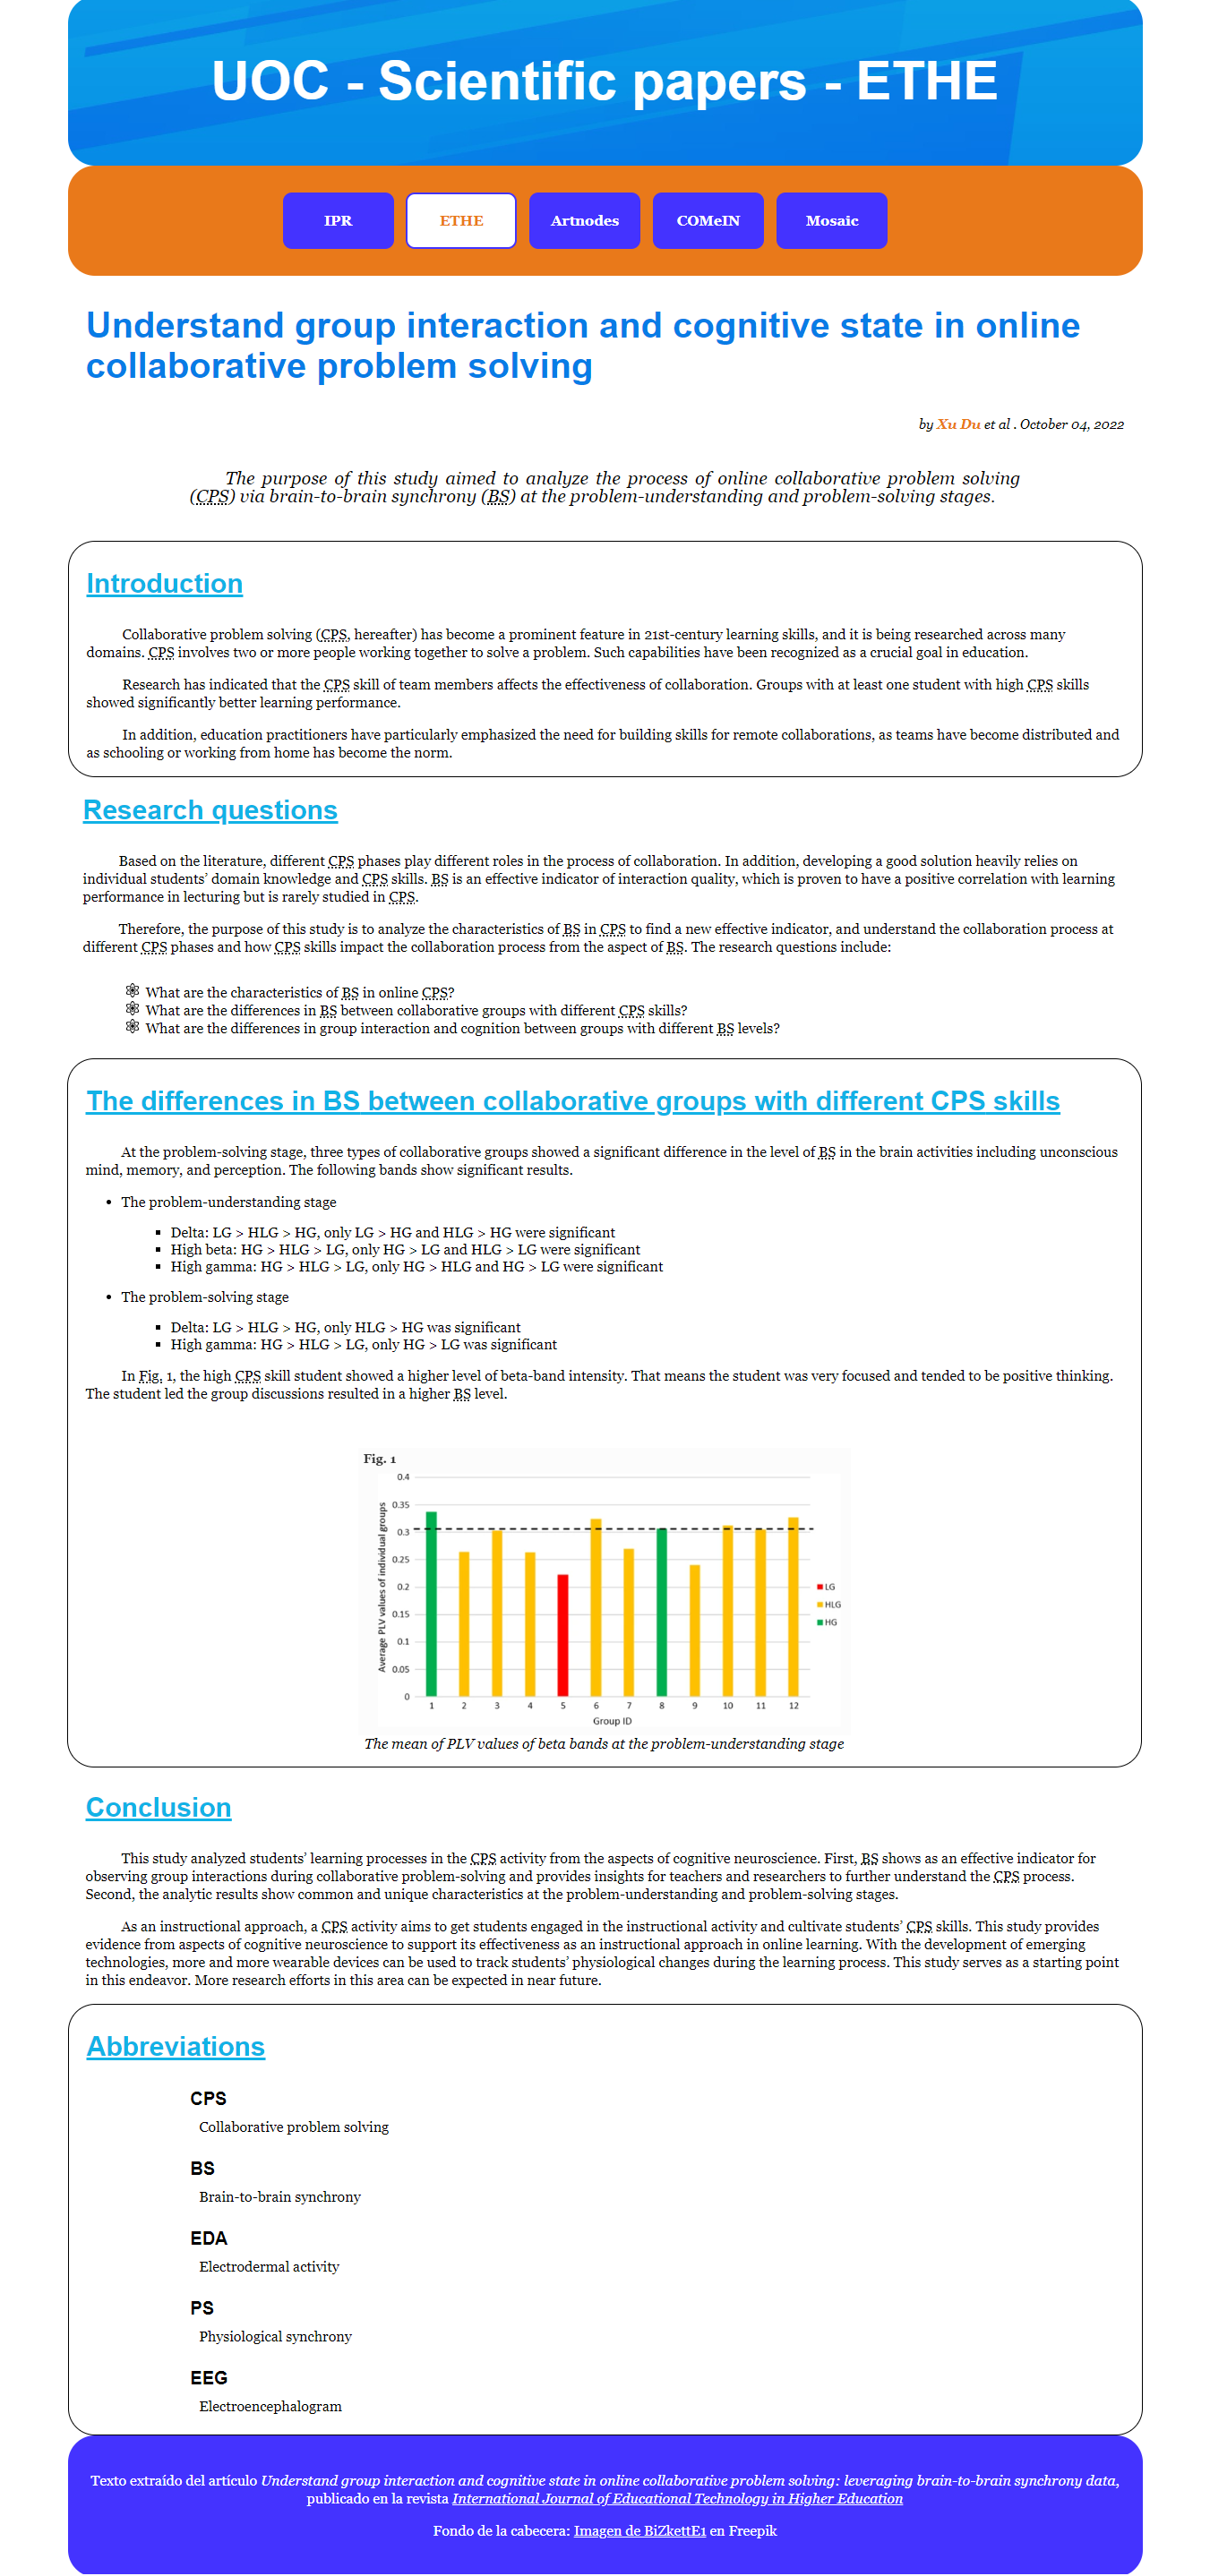 UOC - Scientific papers - ETHE
IPR
ETHE
Artnodes
COMeIN
Mosaic
Understand group interaction and cognitive state in online
collaborative problem solving
by Xu Du et al . October 04, 2022
The purpose of this study aimed to analyze the process of online collaborative problem solving
(CPS) via brain-to-brain synchrony (BS) at the problem-understanding and problem-solving stages.
Introduction
Collaborative problem solving (CPS, hereafter) has become a prominent feature in 21st-century learning skills, and it is being researched across many
domains. CPS involves two or more people working together to solve a problem. Such capabilities have been recognized as a crucial goal in education.
Research has indicated that the CPS skill of team members affects the effectiveness of collaboration. Groups with at least one student with high CPS skills
showed significantly better learning performance.
In addition, education practitioners have particularly emphasized the need for building skills for remote collaborations, as teams have become distributed and
as schooling or working from home has become the norm.
Research questions
Based on the literature, different CPS phases play different roles in the process of collaboration. In addition, developing a good solution heavily relies on
individual students’ domain knowledge and CPS skills. BS is an effective indicator of interaction quality, which is proven to have a positive correlation with learning
performance in lecturing but is rarely studied in CPS.
Therefore, the purpose of this study is to analyze the characteristics of BS in CPS to find a new effective indicator, and understand the collaboration process at
different CPS phases and how CPS skills impact the collaboration process from the aspect of BS. The research questions include:
What are the characteristics of BS in online CPS?
What are the differences in BS between collaborative groups with different CPS skills?
What are the differences in group interaction and cognition between groups with different BS levels?
The differences in BS between collaborative groups with different CPS skills
At the problem-solving stage, three types of collaborative groups showed a significant difference in the level of BS in the brain activities including unconscious
mind, memory, and perception. The following bands show significant results.
• The problem-understanding stage
▪ Delta: LG > HLG > HG, only LG > HG and HLG > HG were significant
▪ High beta: HG > HLG > LG, only HG > LG and HLG > LG were significant
▪ High gamma: HG > HLG > LG, only HG > HLG and HG > LG were significant
• The problem-solving stage
▪ Delta: LG > HLG > HG, only HLG > HG was significant
▪ High gamma: HG > HLG > LG, only HG > LG was significant
In Fig. 1, the high CPS skill student showed a higher level of beta-band intensity. That means the student was very focused and tended to be positive thinking.
The student led the group discussions resulted in a higher BS level.
Fig. 1
Average PLV values of individual groups
0.4
0.35
0.3
0.25
0.2
0.15
0.1
0.05
0
1 2 3 4 5 6 7 8 9 10 11 12
Group ID
LG
HLG
HG
The mean of PLV values of beta bands at the problem-understanding stage
Conclusion
This study analyzed students’ learning processes in the CPS activity from the aspects of cognitive neuroscience. First, BS shows as an effective indicator for
observing group interactions during collaborative problem-solving and provides insights for teachers and researchers to further understand the CPS process.
Second, the analytic results show common and unique characteristics at the problem-understanding and problem-solving stages.
As an instructional approach, a CPS activity aims to get students engaged in the instructional activity and cultivate students’ CPS skills. This study provides
evidence from aspects of cognitive neuroscience to support its effectiveness as an instructional approach in online learning. With the development of emerging
technologies, more and more wearable devices can be used to track students’ physiological changes during the learning process. This study serves as a starting point
in this endeavor. More research efforts in this area can be expected in near future.
Abbreviations
CPS
Collaborative problem solving
BS
Brain-to-brain synchrony
EDA
Electrodermal activity
PS
Physiological synchrony
EEG
Electroencephalogram
Texto extraído del artículo Understand group interaction and cognitive state in online collaborative problem solving: leveraging brain-to-brain synchrony data,
publicado en la revista International Journal of Educational Technology in Higher Education
Fondo de la cabecera: Imagen de BiZkettE1 en Freepik